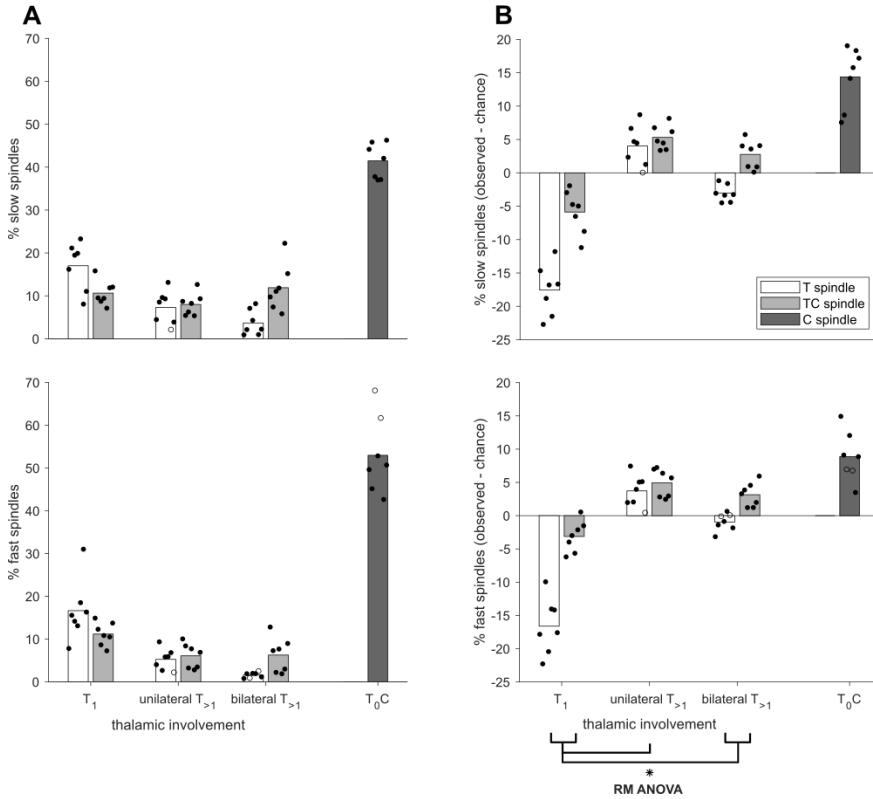 A
B
% slow spindles
70
60
50
40
30
20
10
0
% slow spindles (observed - chance)
20
15
10
5
0
-5
-10
-15
-20
-25
T spindle
TC spindle
C spindle
% fast spindles
70
60
50
40
30
20
10
0
T1 unilateral T>1 bilateral T>1 T0C
thalamic involvement
% fast spindles (observed - chance)
20
15
10
5
0
-5
-10
-15
-20
-25
T1 unilateral T>1 bilateral T>1 T0C
thalamic involvement
*
RM ANOVA